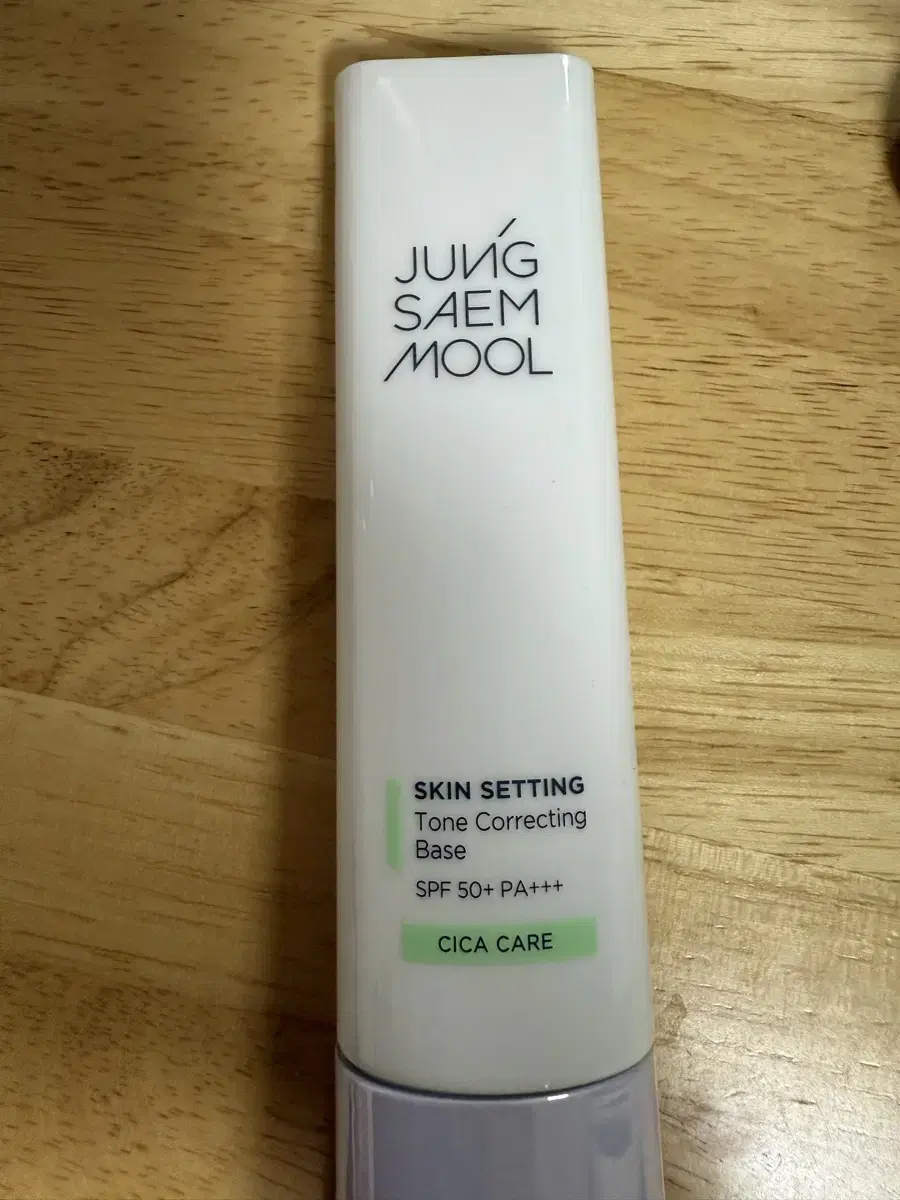 JUNG
SAEM
MOOL
SKIN SETTING
Tone Correcting
Base
SPF 50+ PA+++
CICA CARE